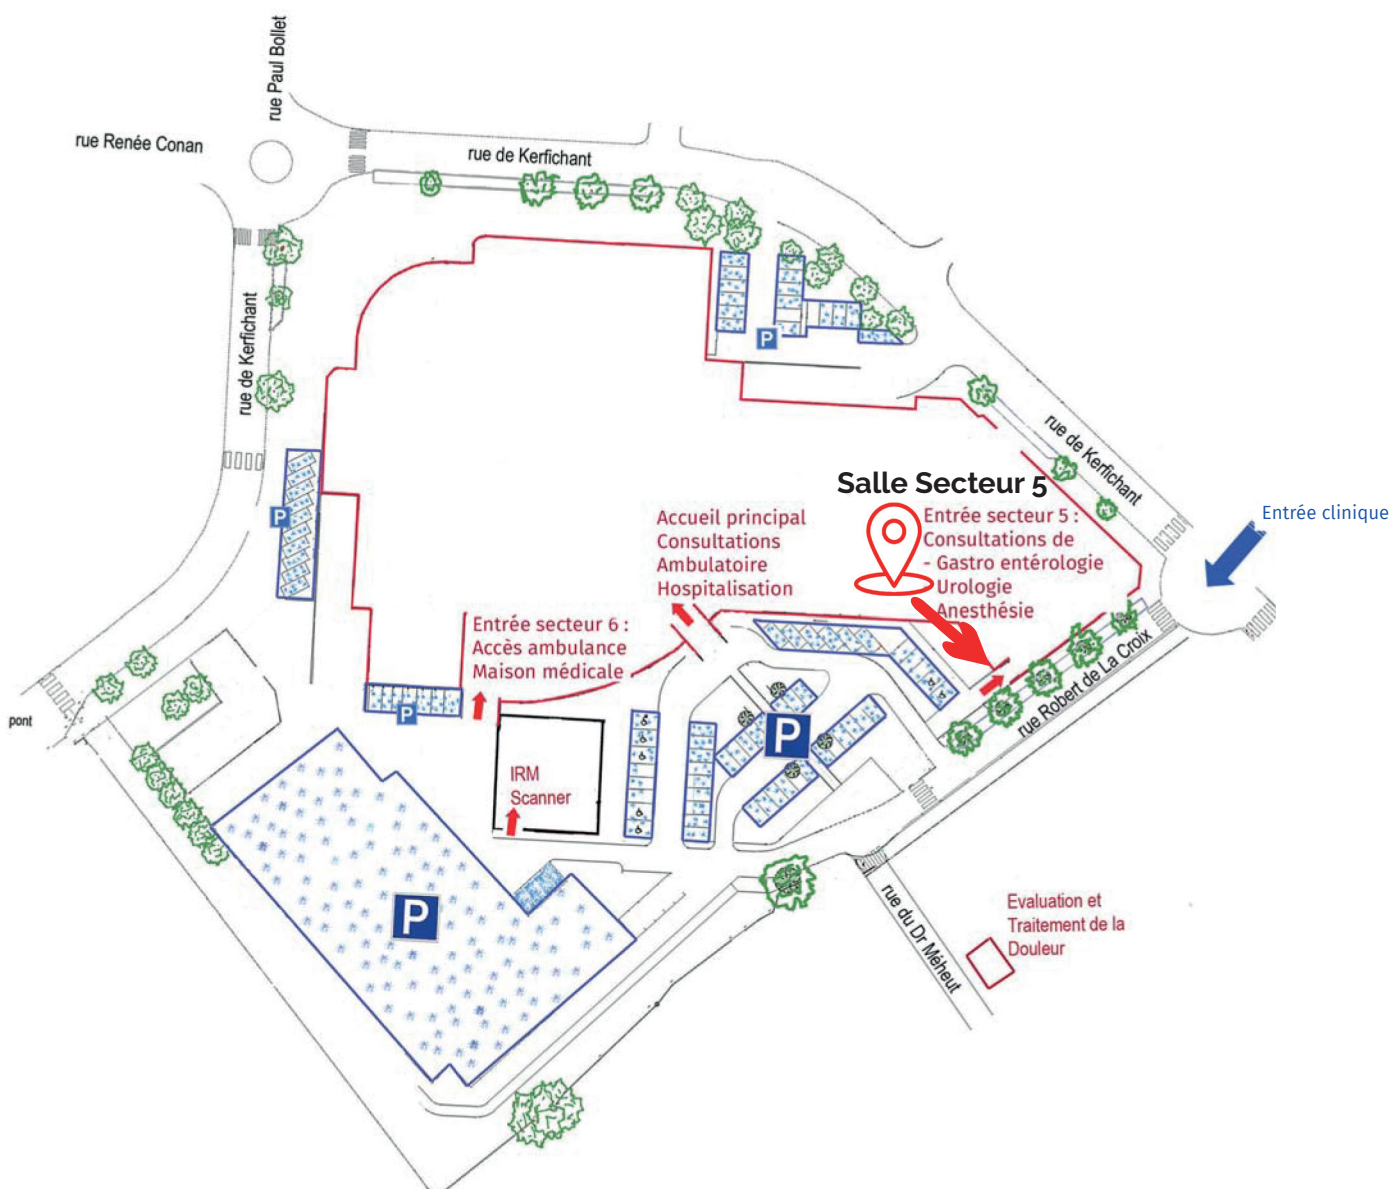 rue Paul Bollet
rue Renée Conan
rue de Kerfichant
rue de Kerfichant
rue de Kerfichant
P
P
Salle Secteur 5
Entrée clinique
Accueil principal
Consultations
Ambulatoire
Hospitalisation
Entrée secteur 5 :
Consultations de
- Gastro entérologie
Urologie
Anesthésie
Entrée secteur 6 :
Accès ambulance
Maison médicale
rue Robert de La Croix
pont
P
P
IRM
Scanner
P
rue du Dr Méheut
Evaluation et
Traitement de la
Douleur